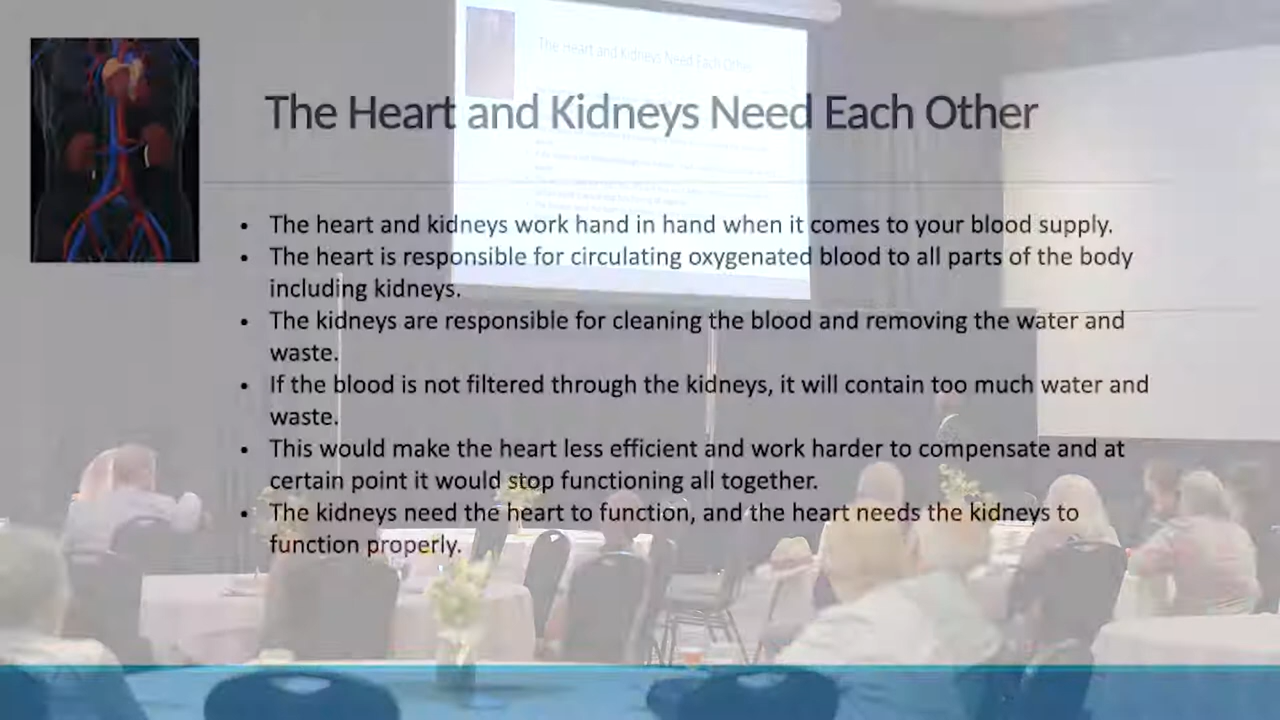 The Heart and Kidneys Need Each Other
The Heart and Kidneys Need Each Other
• The heart and kidneys work hand in hand when it comes to your blood supply.
• The heart is responsible for circulating oxygenated blood to all parts of the body
including kidneys.
• The kidneys are responsible for cleaning the blood and removing the water and
waste.
• If the blood is not filtered through the kidneys, it will contain too much water and
waste.
• This would make the heart less efficient and work harder to compensate and at
certain point it would stop functioning all together.
• The kidneys need the heart to function, and the heart needs the kidneys to
function properly.